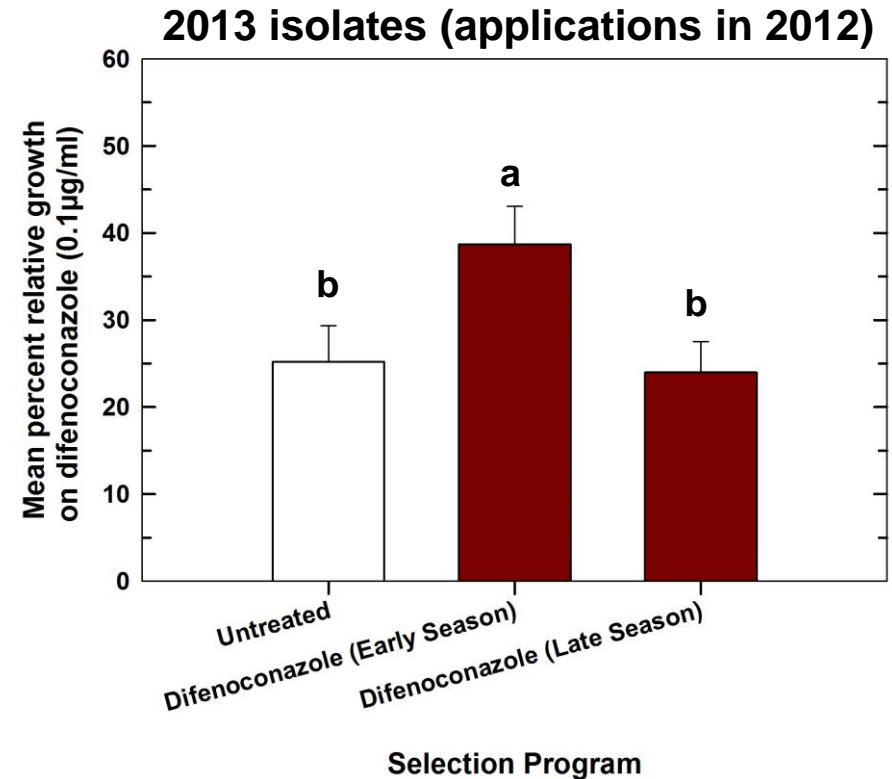 2013 isolates (applications in 2012)
Mean percent relative growth
on difenoconazole (0.1µg/ml)
60
50
40
30
20
10
0
b
a
b
Untreated
Difenoconazole (Early Season)
Difenoconazole (Late Season)
Selection Program